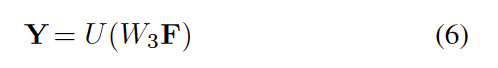 Y = U(W₃F) (6)